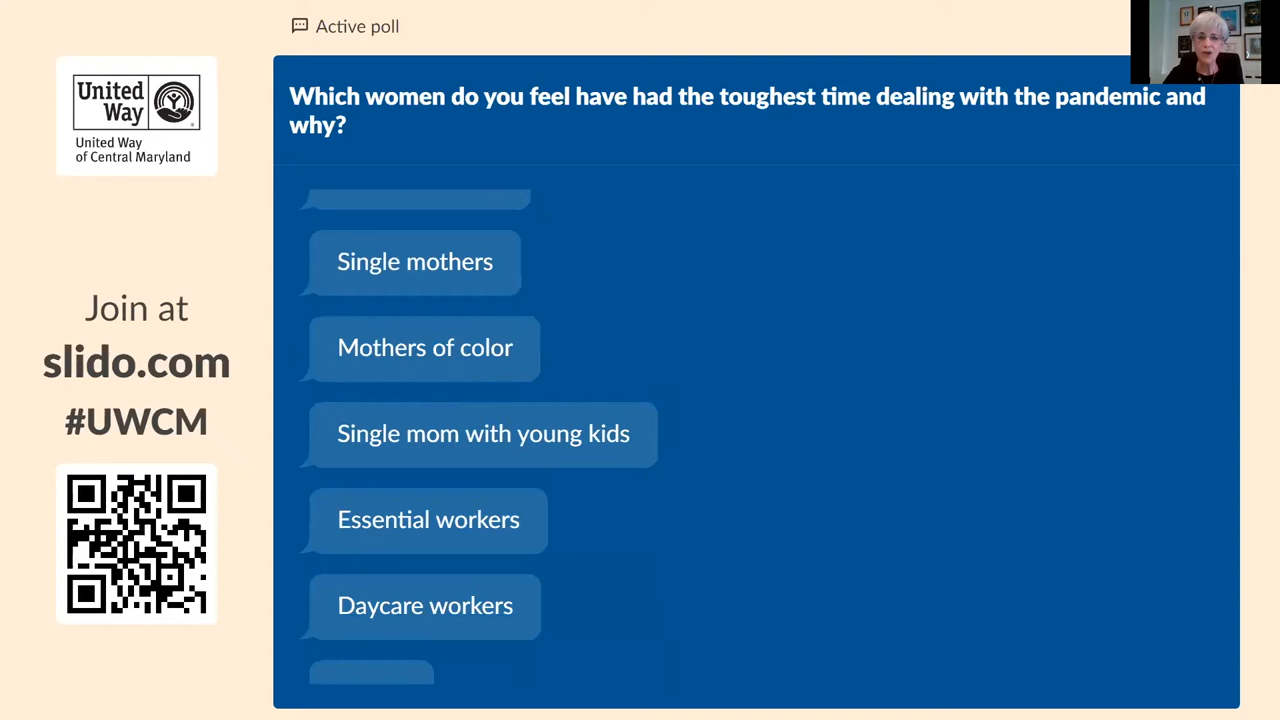 Active poll
United
Way
United Way
of Central Maryland
Which women do you feel have had the toughest time dealing with the pandemic and
why?
Single mothers
Mothers of color
Single mom with young kids
Essential workers
Daycare workers
Join at
slido.com
#UWCM